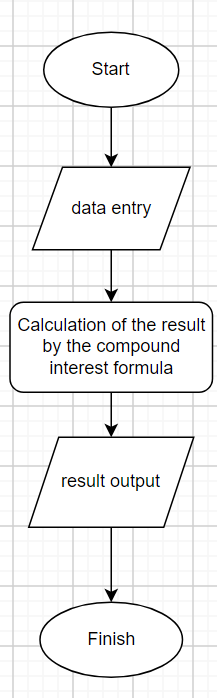 Start
data entry
Calculation of the result
by the compound
interest formula
result output
Finish